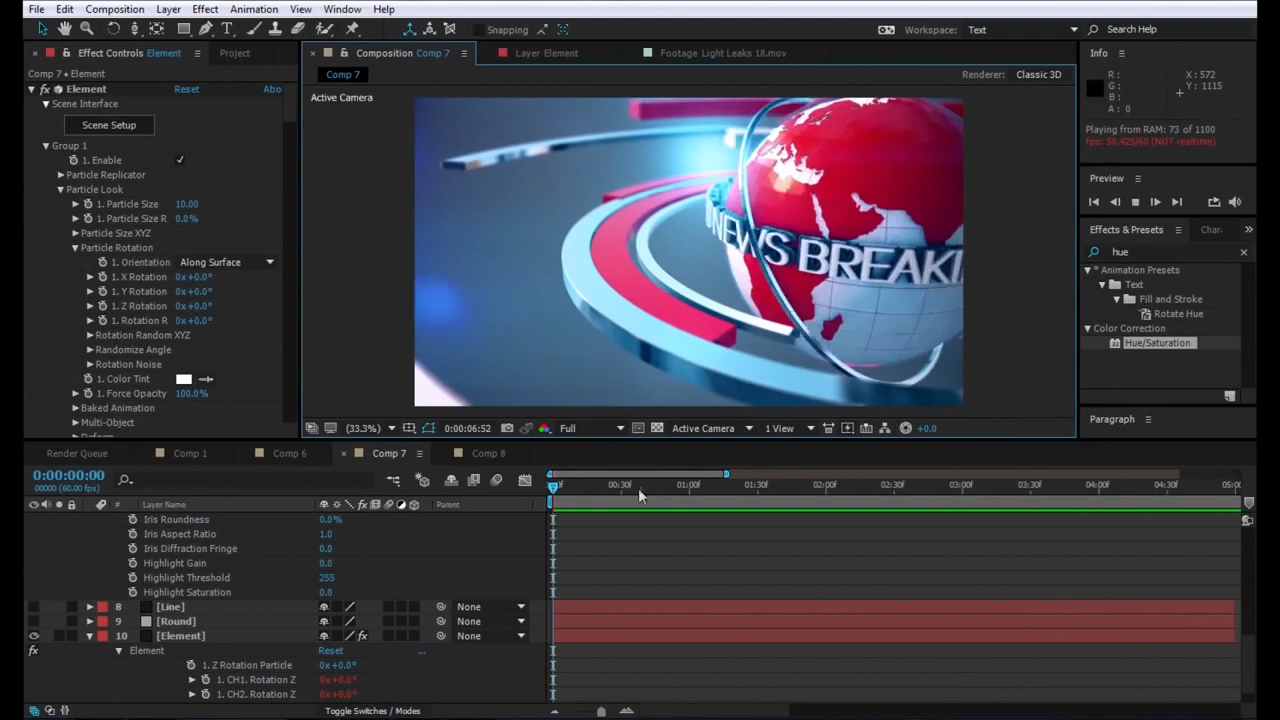 File Edit Composition Layer Effect Animation View Window Help
Snapping
Workspace: Text
Search Help
Effect Controls Element
Project
Composition Comp 7
Layer Element
Footage Light Leaks 18.mov
Info
Comp 7 • Element
Comp 7
Renderer: Classic 3D
Element Reset Abo
Scene Interface
Scene Setup
Group 1
1. Enable
Particle Replicator
Particle Look
1. Particle Size 10.00
1. Particle Size R 0.0%
Particle Size XYZ
Particle Rotation
1. Orientation Along Surface
1. X Rotation 0x+0.0°
1. Y Rotation 0x+0.0°
1. Z Rotation 0x+0.0°
1. Rotation R 0x+0.0°
Rotation Random XYZ
Randomize Angle
Rotation Noise
1. Color Tint
1. Force Opacity 100.0%
Baked Animation
Multi-Object
Deform
Active Camera
NEWS BREAKI
(33.3%) 0:00:06:52 Full Active Camera 1 View +0.0
R :
G :
B :
A : 0
X : 572
Y : 1115
Playing from RAM: 73 of 1100
fps: 50.425/60 (NOT realtime)
Preview
Effects & Presets
Char
hue
* Animation Presets
Text
Fill and Stroke
Rotate Hue
Color Correction
Hue/Saturation
Paragraph
Render Queue
Comp 1
Comp 6
Comp 7
Comp 8
0:00:00:00
00000 (60.00 fps)
00:30f 01:00f 01:30f 02:00f 02:30f 03:00f 03:30f 04:00f 04:30f 05:00
# Layer Name Parent
Iris Roundness 0.0%
Iris Aspect Ratio 1.0
Iris Diffraction Fringe 0.0
Highlight Gain 0.0
Highlight Threshold 255
Highlight Saturation 0.0
8 [Line] None
9 [Round] None
10 [Element] None
Element Reset ...
1. Z Rotation Particle 0x+0.0°
1. CH1. Rotation Z 0x+0.0°
1. CH2. Rotation Z 0x+0.0°
Toggle Switches / Modes